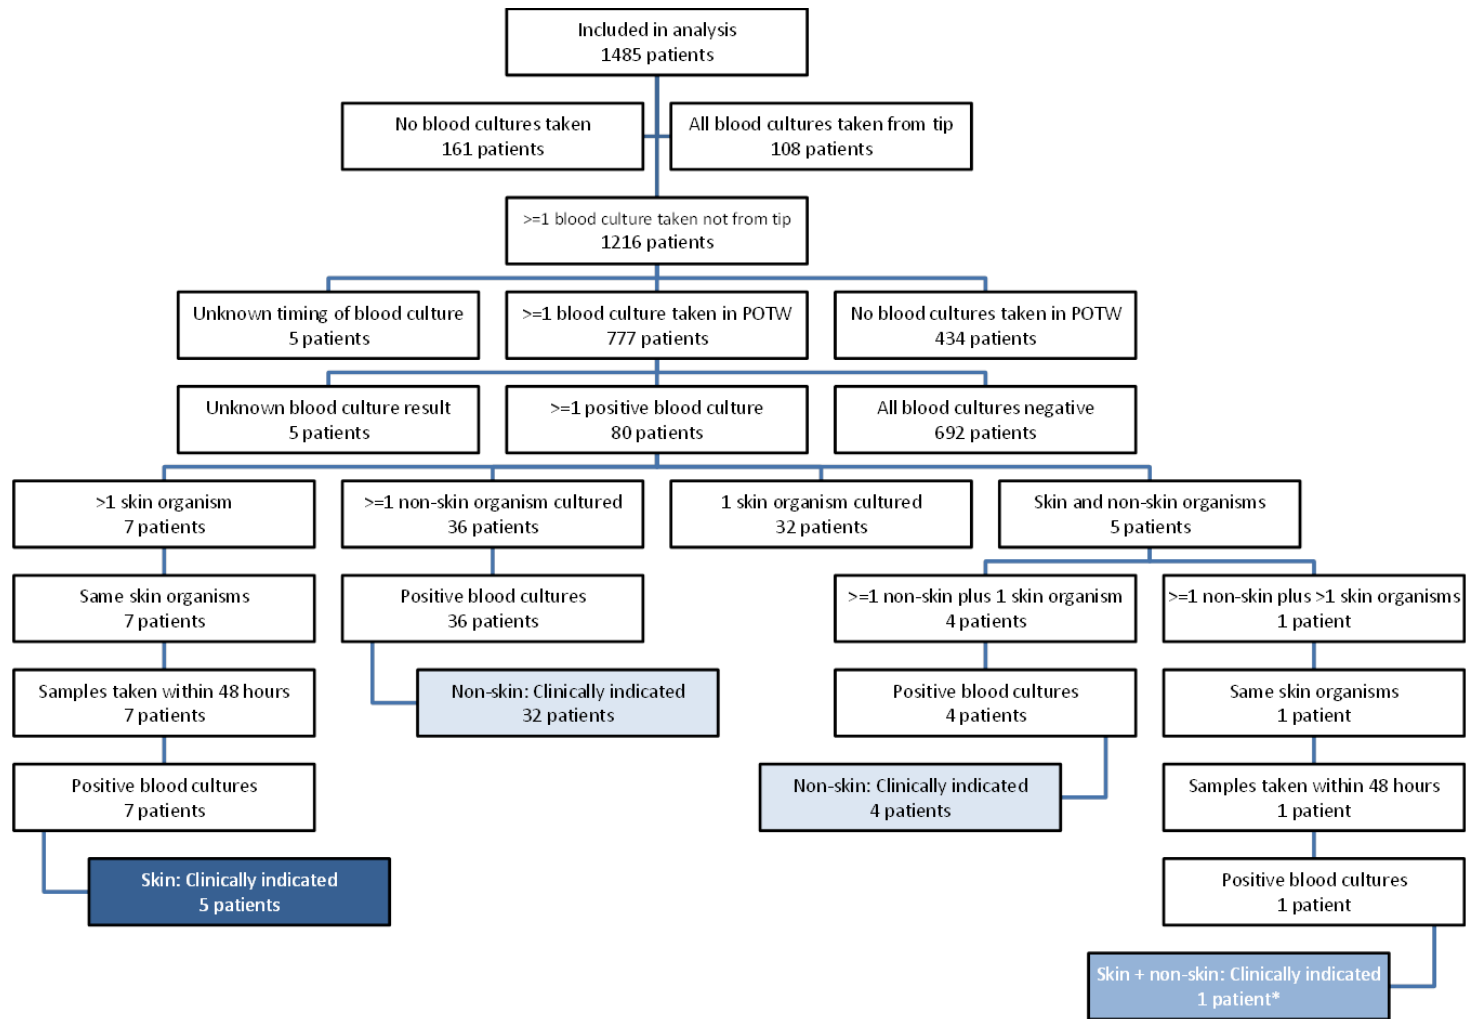 Included in analysis
1485 patients
No blood cultures taken
161 patients
All blood cultures taken from tip
108 patients
>=1 blood culture taken not from tip
1216 patients
Unknown timing of blood culture
5 patients
>=1 blood culture taken in POTW
777 patients
No blood cultures taken in POTW
434 patients
Unknown blood culture result
5 patients
>=1 positive blood culture
80 patients
All blood cultures negative
692 patients
>1 skin organism
7 patients
>=1 non-skin organism cultured
36 patients
1 skin organism cultured
32 patients
Skin and non-skin organisms
5 patients
Same skin organisms
7 patients
Positive blood cultures
36 patients
>=1 non-skin plus 1 skin organism
4 patients
>=1 non-skin plus >1 skin organisms
1 patient
Samples taken within 48 hours
7 patients
Non-skin: Clinically indicated
32 patients
Positive blood cultures
4 patients
Same skin organisms
1 patient
Positive blood cultures
7 patients
Non-skin: Clinically indicated
4 patients
Samples taken within 48 hours
1 patient
Skin: Clinically indicated
5 patients
Positive blood cultures
1 patient
Skin + non-skin: Clinically indicated
1 patient*